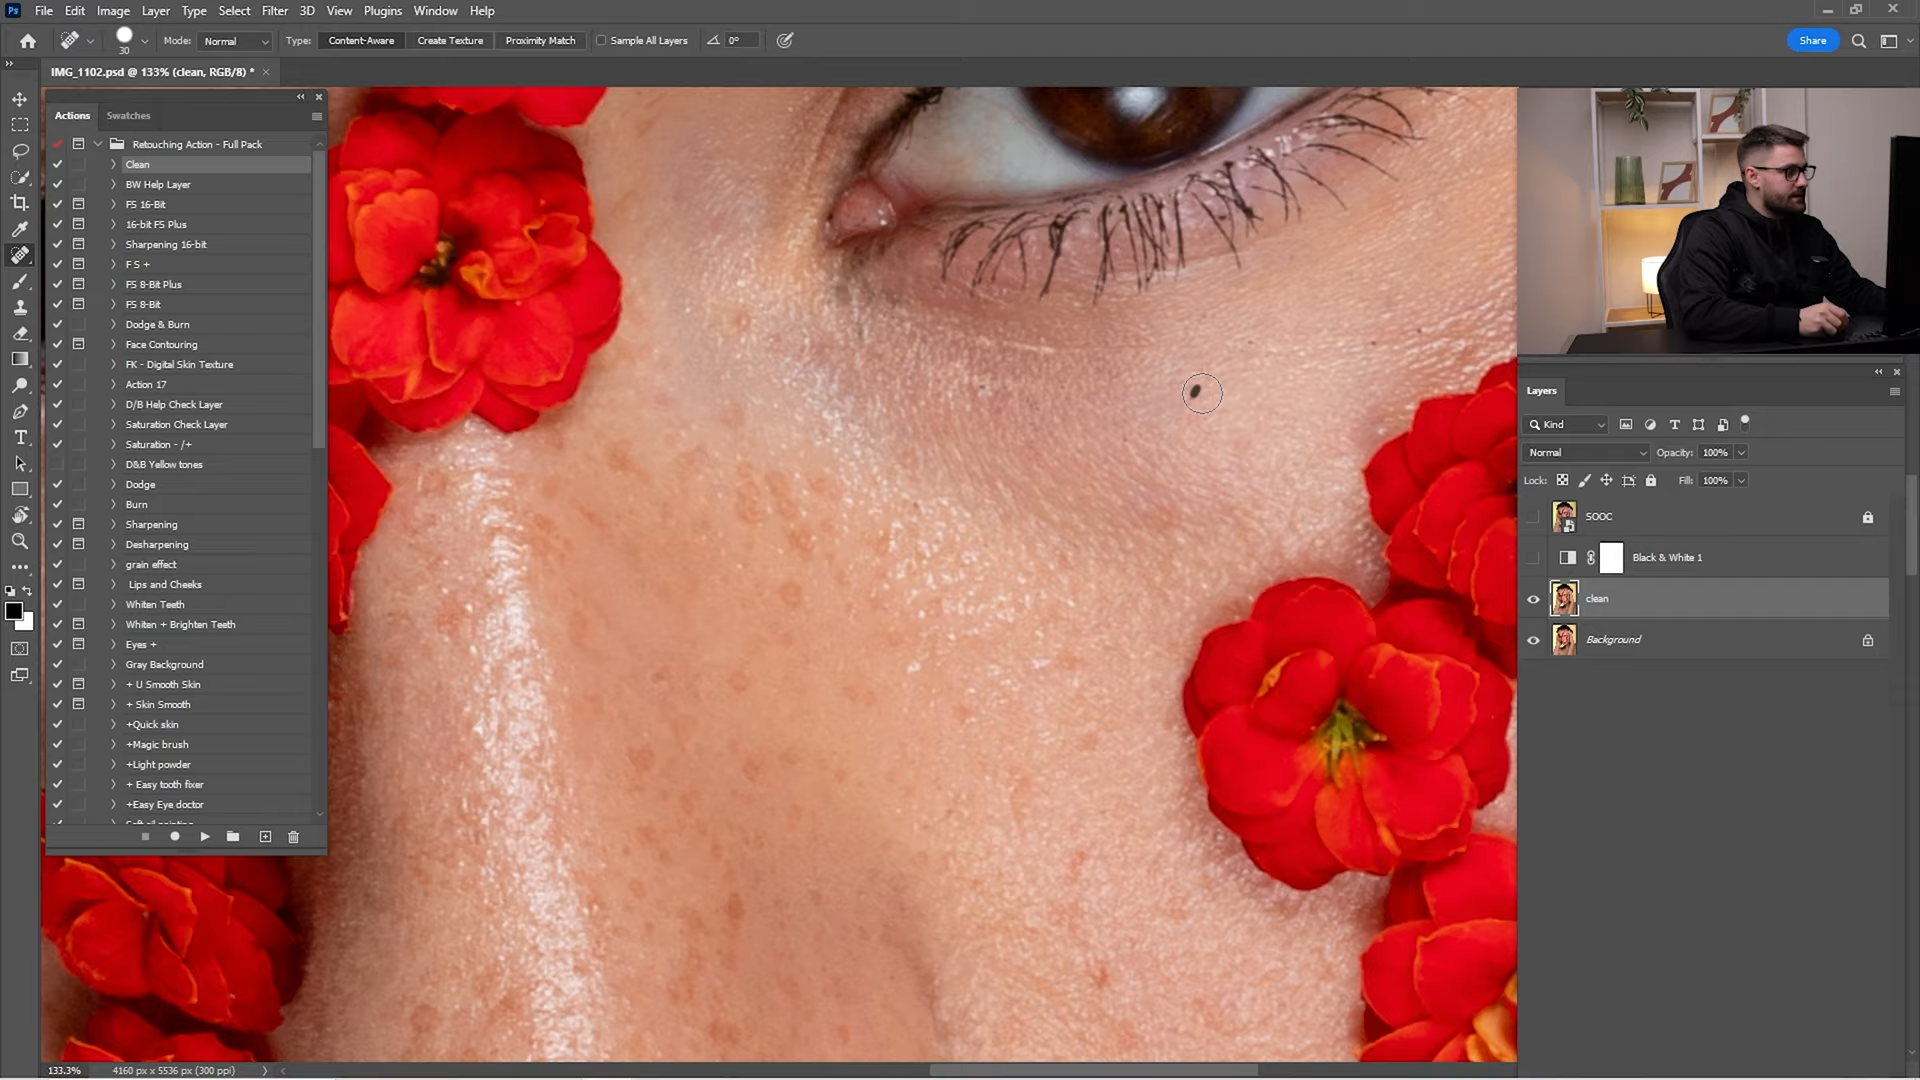 Ps File Edit Image Layer Type Select Filter 3D View Plugins Window Help
30 Mode: Normal Type: Content-Aware Create Texture Proximity Match Sample All Layers 0° Share
IMG_1102.psd @ 133% (clean, RGB/8) *
Actions Swatches
Retouching Action - Full Pack
Clean
BW Help Layer
FS 16-Bit
16-bit FS Plus
Sharpening 16-bit
F S +
FS 8-Bit Plus
FS 8-Bit
Dodge & Burn
Face Contouring
FK - Digital Skin Texture
Action 17
D/B Help Check Layer
Saturation Check Layer
Saturation - /+
D&B Yellow tones
Dodge
Burn
Sharpening
Desharpening
grain effect
Lips and Cheeks
Whiten Teeth
Whiten + Brighten Teeth
Eyes +
Gray Background
+ U Smooth Skin
+ Skin Smooth
+Quick skin
+Magic brush
+Light powder
+ Easy tooth fixer
+Easy Eye doctor
Layers
Kind
Normal Opacity: 100%
Lock: Fill: 100%
SOOC
Black & White 1
clean
Background
133.3% 4160 px x 5536 px (300 ppi)